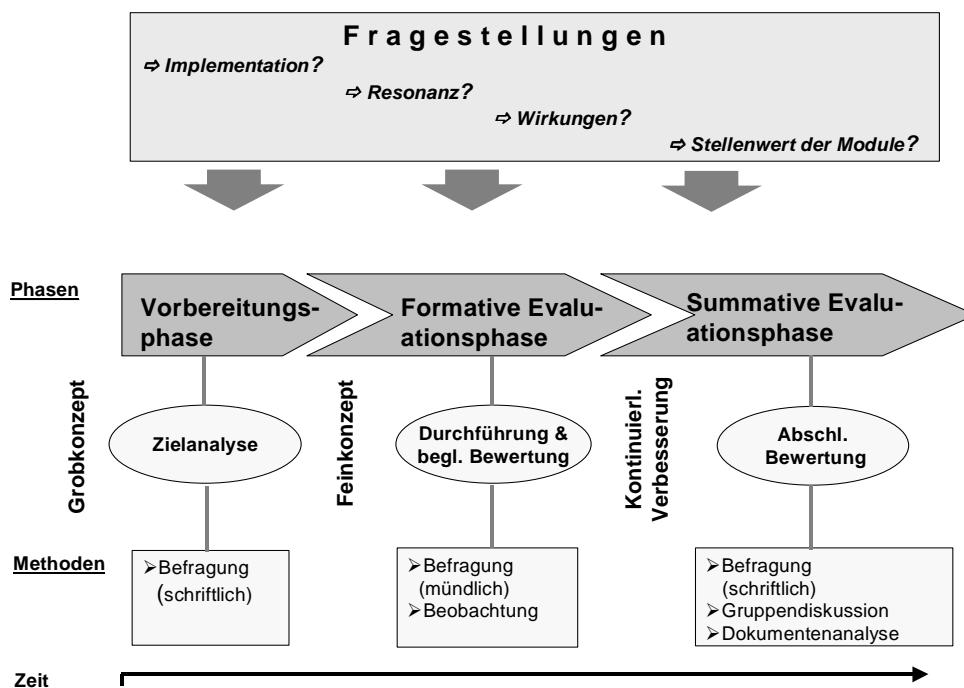 Fragestellungen
⇨ Implementation?
⇨ Resonanz?
⇨ Wirkungen?
⇨ Stellenwert der Module?
Phasen
Vorbereitungs-
phase
Formative Evalu-
ationsphase
Summative Evalu-
ationsphase
Grobkonzept
Zielanalyse
Feinkonzept
Durchführung &
begl. Bewertung
Kontinuierl.
Verbesserung
Abschl.
Bewertung
Methoden
➢Befragung
(schriftlich)
➢Befragung
(mündlich)
➢Beobachtung
➢Befragung
(schriftlich)
➢Gruppendiskussion
➢Dokumentenanalyse
Zeit